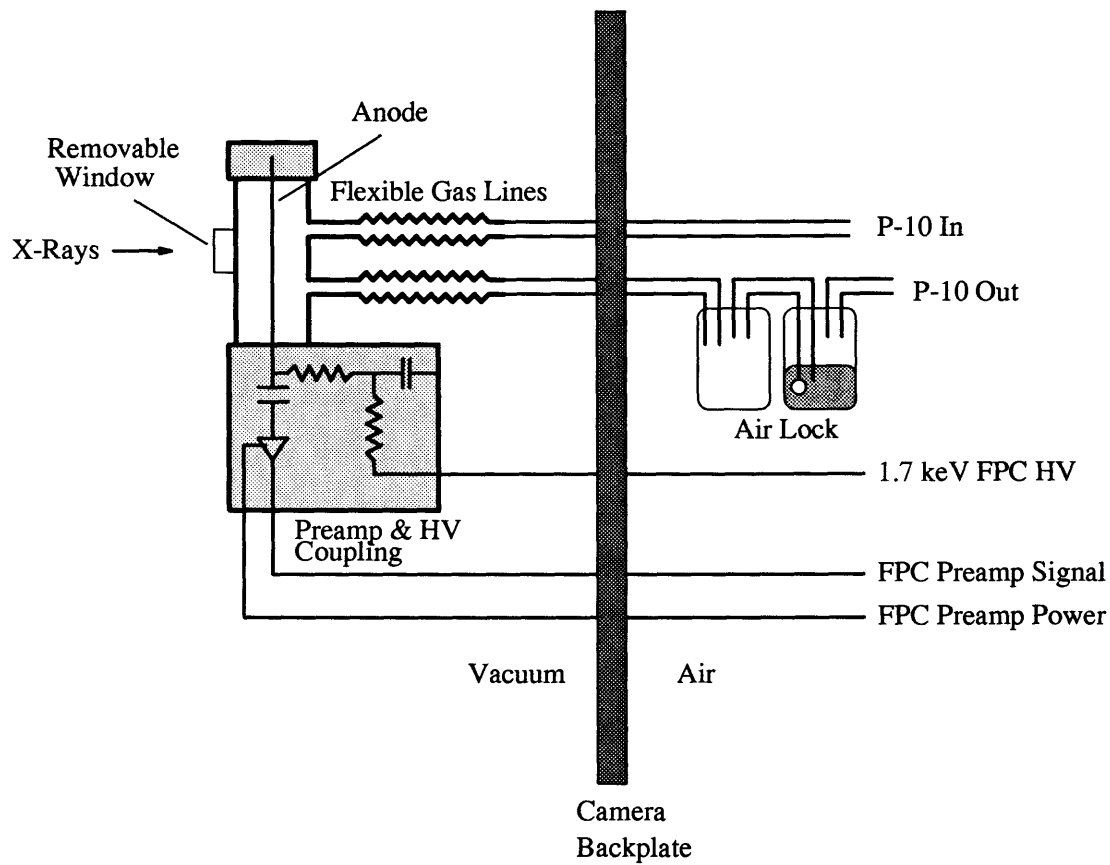 Anode
Removable
Window
Flexible Gas Lines
X-Rays
P-10 In
P-10 Out
Air Lock
1.7 keV FPC HV
Preamp & HV
Coupling
FPC Preamp Signal
FPC Preamp Power
Vacuum
Air
Camera
Backplate